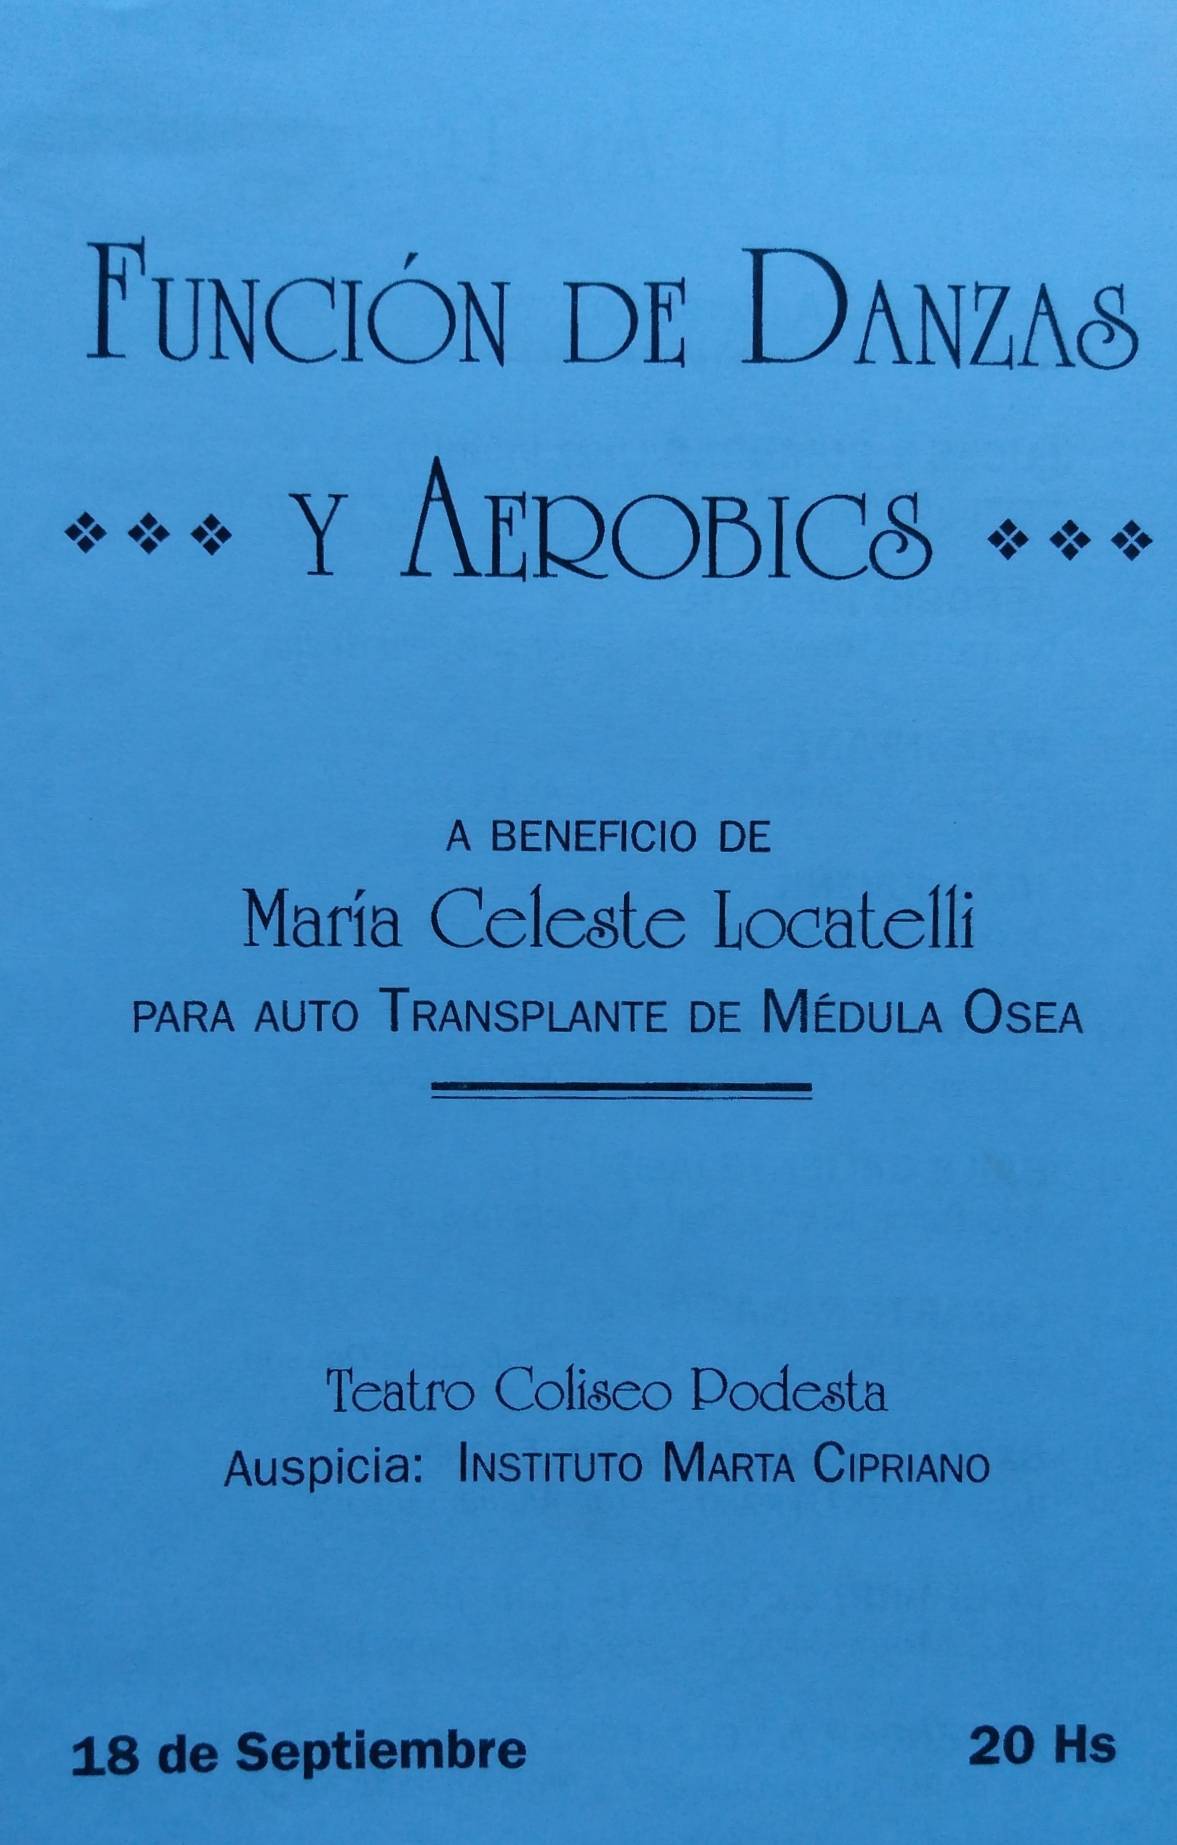 Función de Danzas
y Aerobics
A BENEFICIO DE
María Celeste Locatelli
PARA AUTO TRANSPLANTE DE MÉDULA OSEA
Teatro Coliseo Podesta
Auspicia: INSTITUTO MARTA CIPRIANO
18 de Septiembre 20 Hs